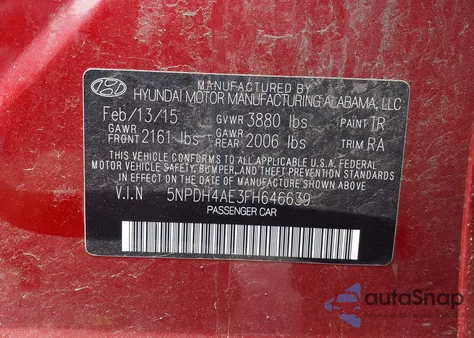 MANUFACTURED BY
HYUNDAI MOTOR MANUFACTURING ALABAMA, LLC
Feb/13/15 GVWR 3880 lbs PAINT TR
GAWR FRONT 2161 lbs GAWR REAR 2006 lbs TRIM RA
THIS VEHICLE CONFORMS TO ALL APPLICABLE U.S.A. FEDERAL
MOTOR VEHICLE SAFETY, BUMPER, AND THEFT PREVENTION STANDARDS
IN EFFECT ON THE DATE OF MANUFACTURE SHOWN ABOVE.
V.I.N 5NPDH4AE3FH646639
PASSENGER CAR
autoSnap